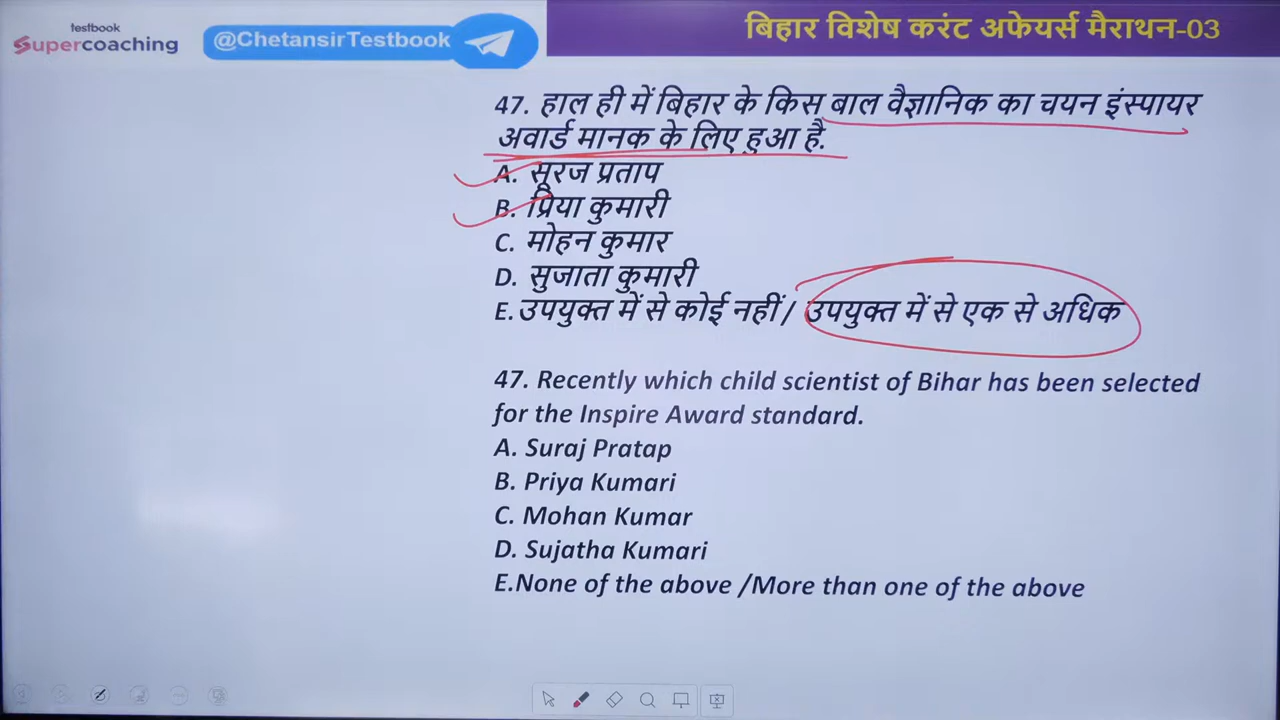 testbook
Supercoaching
@ChetansirTestbook
बिहार विशेष करंट अफेयर्स मैराथन-03
47. हाल ही में बिहार के किस बाल वैज्ञानिक का चयन इंस्पायर
अवार्ड मानक के लिए हुआ है.
A. सूरज प्रताप
B. प्रिया कुमारी
C. मोहन कुमार
D. सुजाता कुमारी
E. उपयुक्त में से कोई नहीं/ उपयुक्त में से एक से अधिक
47. Recently which child scientist of Bihar has been selected
for the Inspire Award standard.
A. Suraj Pratap
B. Priya Kumari
C. Mohan Kumar
D. Sujatha Kumari
E.None of the above /More than one of the above